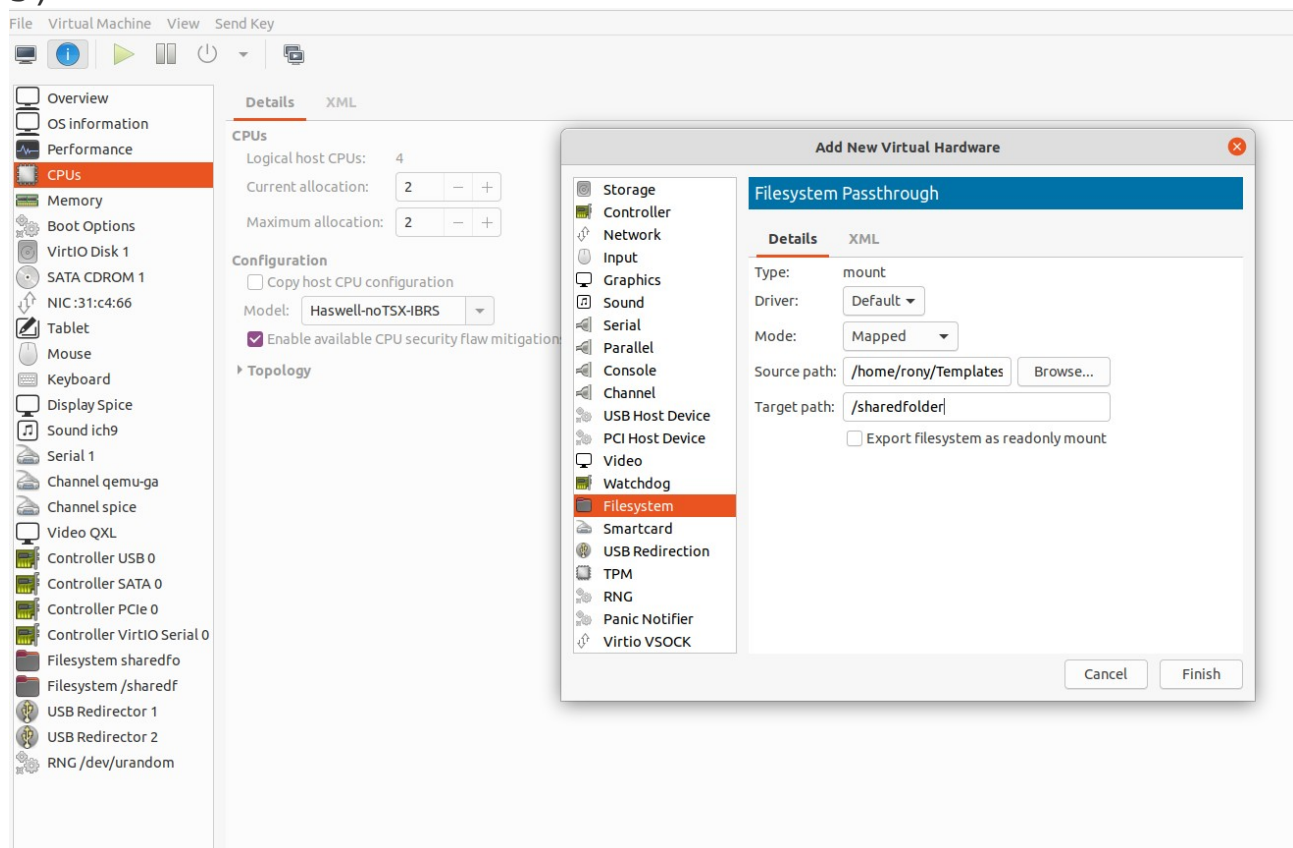 File Virtual Machine View Send Key
Overview
OS information
Performance
CPUs
Memory
Boot Options
VirtIO Disk 1
SATA CDROM 1
NIC :31:c4:66
Tablet
Mouse
Keyboard
Display Spice
Sound ich9
Serial 1
Channel qemu-ga
Channel spice
Video QXL
Controller USB 0
Controller SATA 0
Controller PCIe 0
Controller VirtIO Serial 0
Filesystem sharedfo
Filesystem /sharedf
USB Redirector 1
USB Redirector 2
RNG /dev/urandom
Details XML
CPUs
Logical host CPUs: 4
Current allocation: 2
Maximum allocation: 2
Configuration
Copy host CPU configuration
Model: Haswell-noTSX-IBRS
Enable available CPU security flaw mitigation
Topology
Add New Virtual Hardware
Storage
Controller
Network
Input
Graphics
Sound
Serial
Parallel
Console
Channel
USB Host Device
PCI Host Device
Video
Watchdog
Filesystem
Smartcard
USB Redirection
TPM
RNG
Panic Notifier
Virtio VSOCK
Filesystem Passthrough
Details XML
Type: mount
Driver: Default
Mode: Mapped
Source path: /home/rony/Templates Browse...
Target path: /sharedfolder
Export filesystem as readonly mount
Cancel Finish